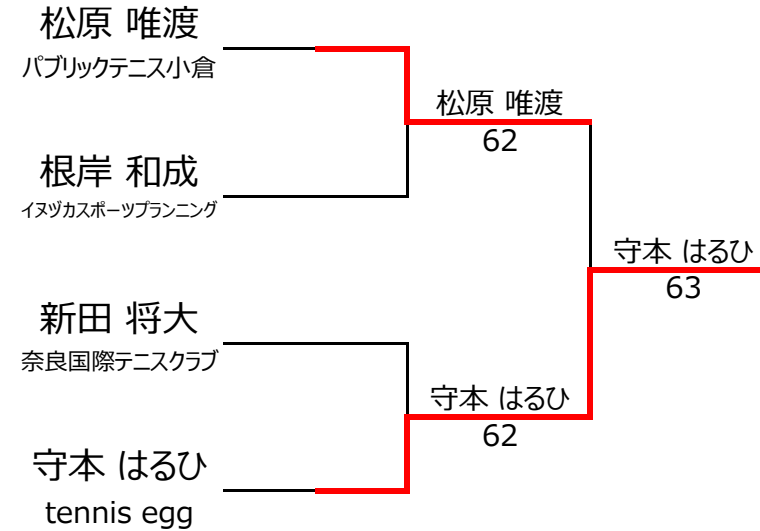 松原 唯渡
パブリックテニス小倉
松原 唯渡
62
根岸 和成
イヌヅカスポーツプランニング
守本 はるひ
63
新田 将大
奈良国際テニスクラブ
守本 はるひ
62
守本 はるひ
tennis egg